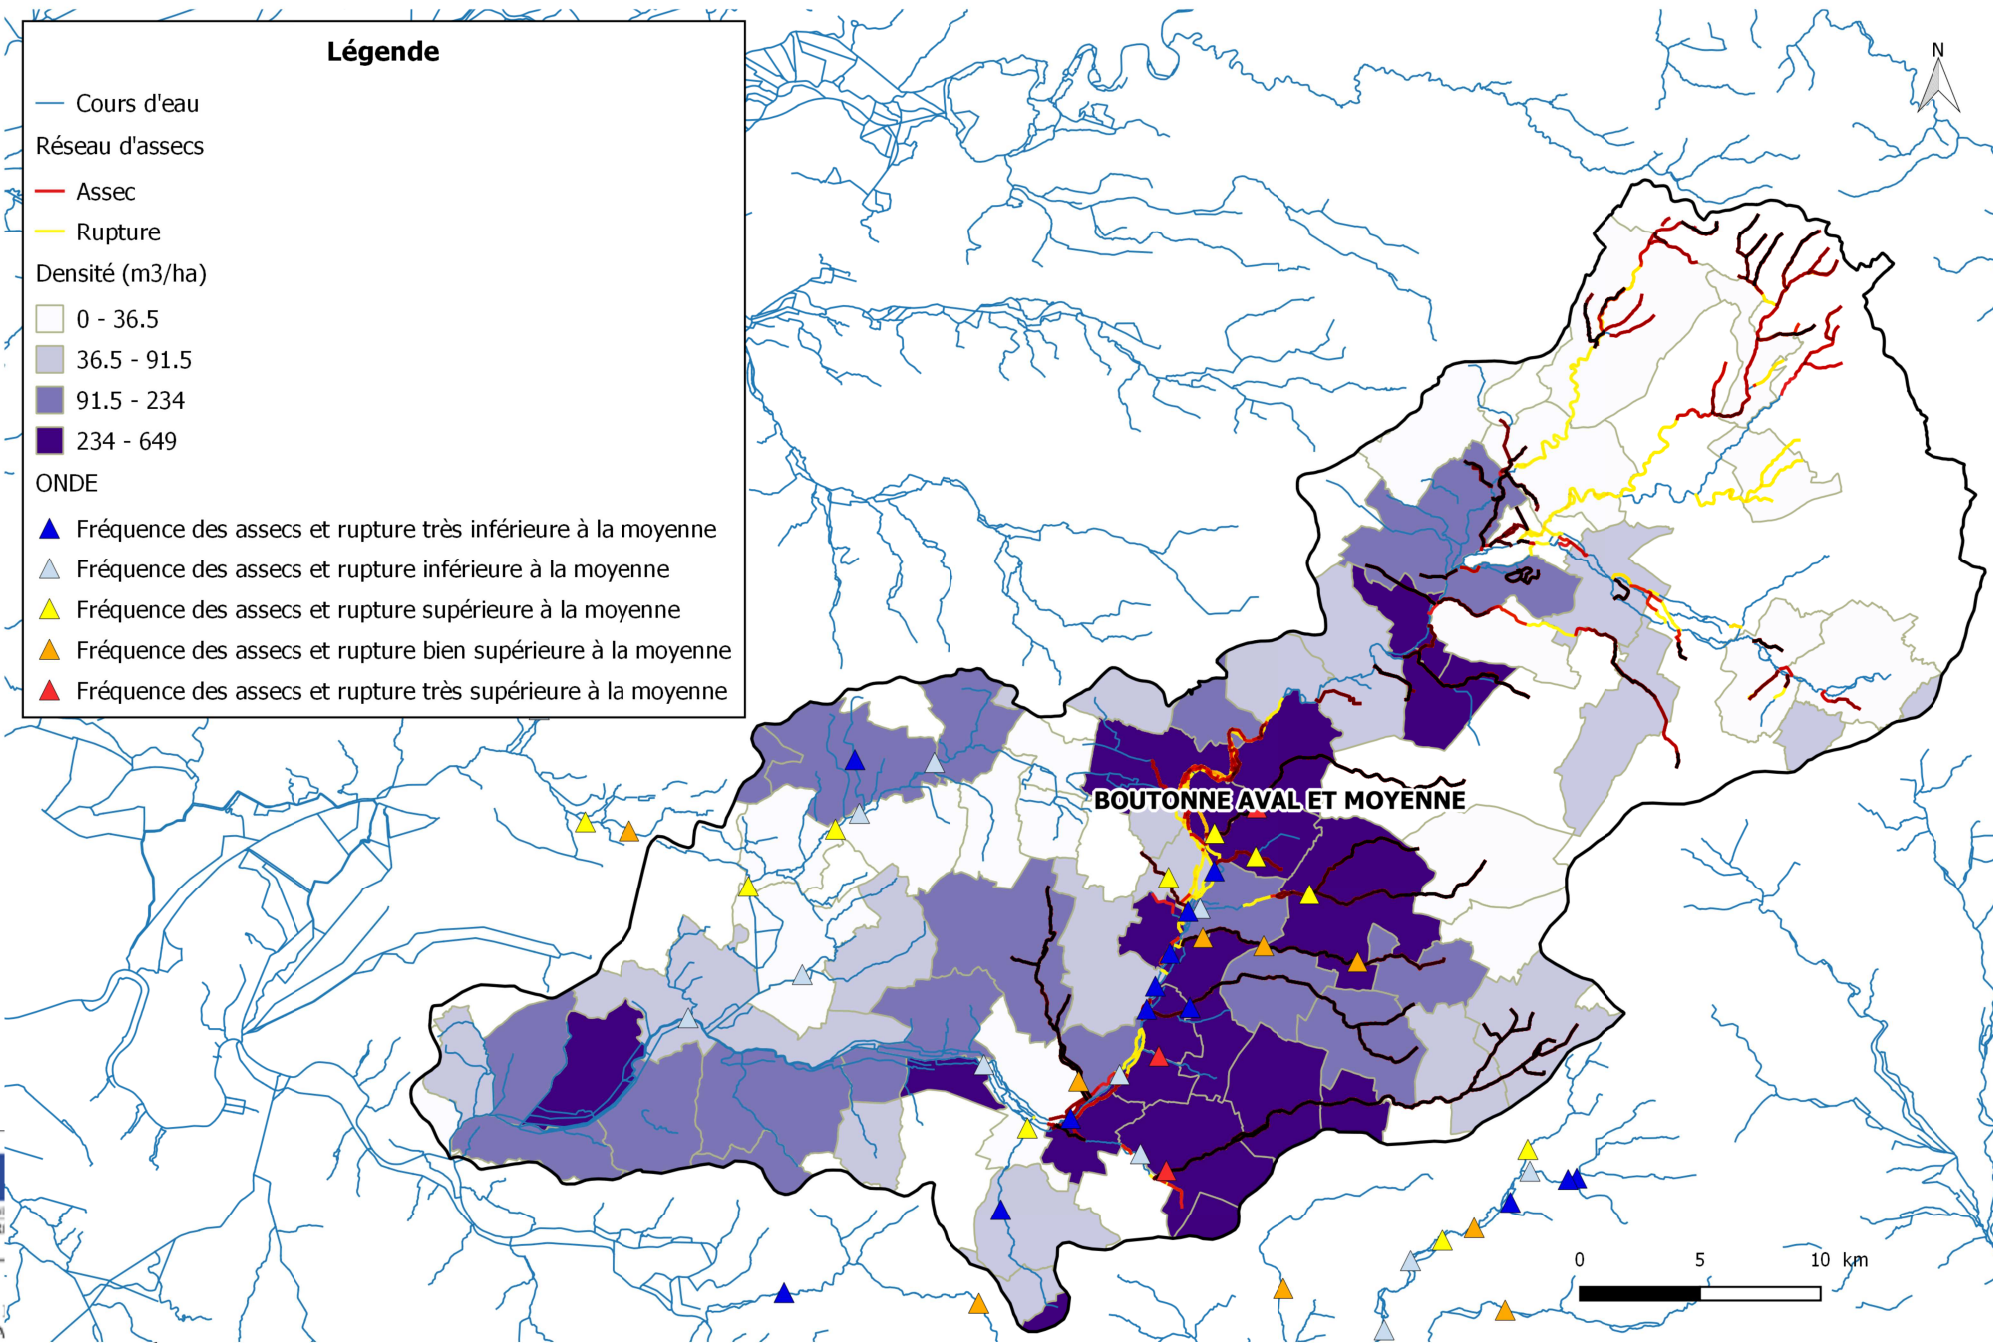 Légende
Cours d'eau
Réseau d'assecs
Assec
Rupture
Densité (m3/ha)
0 - 36.5
36.5 - 91.5
91.5 - 234
234 - 649
ONDE
Fréquence des assecs et rupture très inférieure à la moyenne
Fréquence des assecs et rupture inférieure à la moyenne
Fréquence des assecs et rupture supérieure à la moyenne
Fréquence des assecs et rupture bien supérieure à la moyenne
Fréquence des assecs et rupture très supérieure à la moyenne
N
BOUTONNE AVAL ET MOYENNE
0 5 10 km